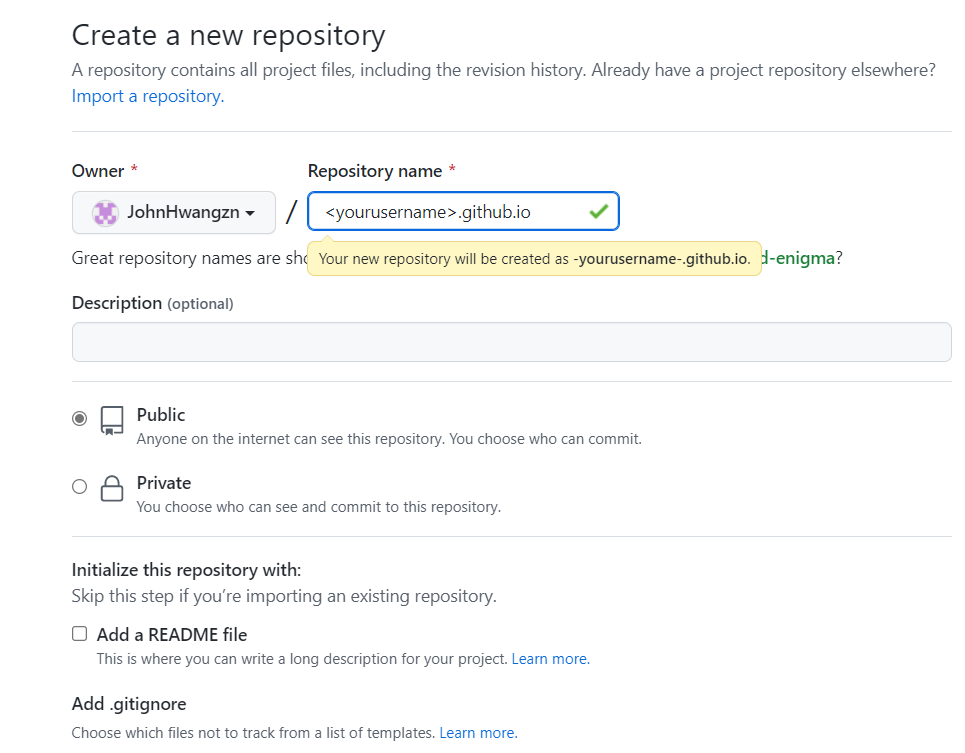 Create a new repository
A repository contains all project files, including the revision history. Already have a project repository elsewhere?
Import a repository.
Owner *
Repository name *
JohnHwangzn
/
<yourusername>.github.io
Great repository names are sho
Your new repository will be created as -yourusername-.github.io.
d-enigma?
Description (optional)
Public
Anyone on the internet can see this repository. You choose who can commit.
Private
You choose who can see and commit to this repository.
Initialize this repository with:
Skip this step if you’re importing an existing repository.
Add a README file
This is where you can write a long description for your project. Learn more.
Add .gitignore
Choose which files not to track from a list of templates. Learn more.